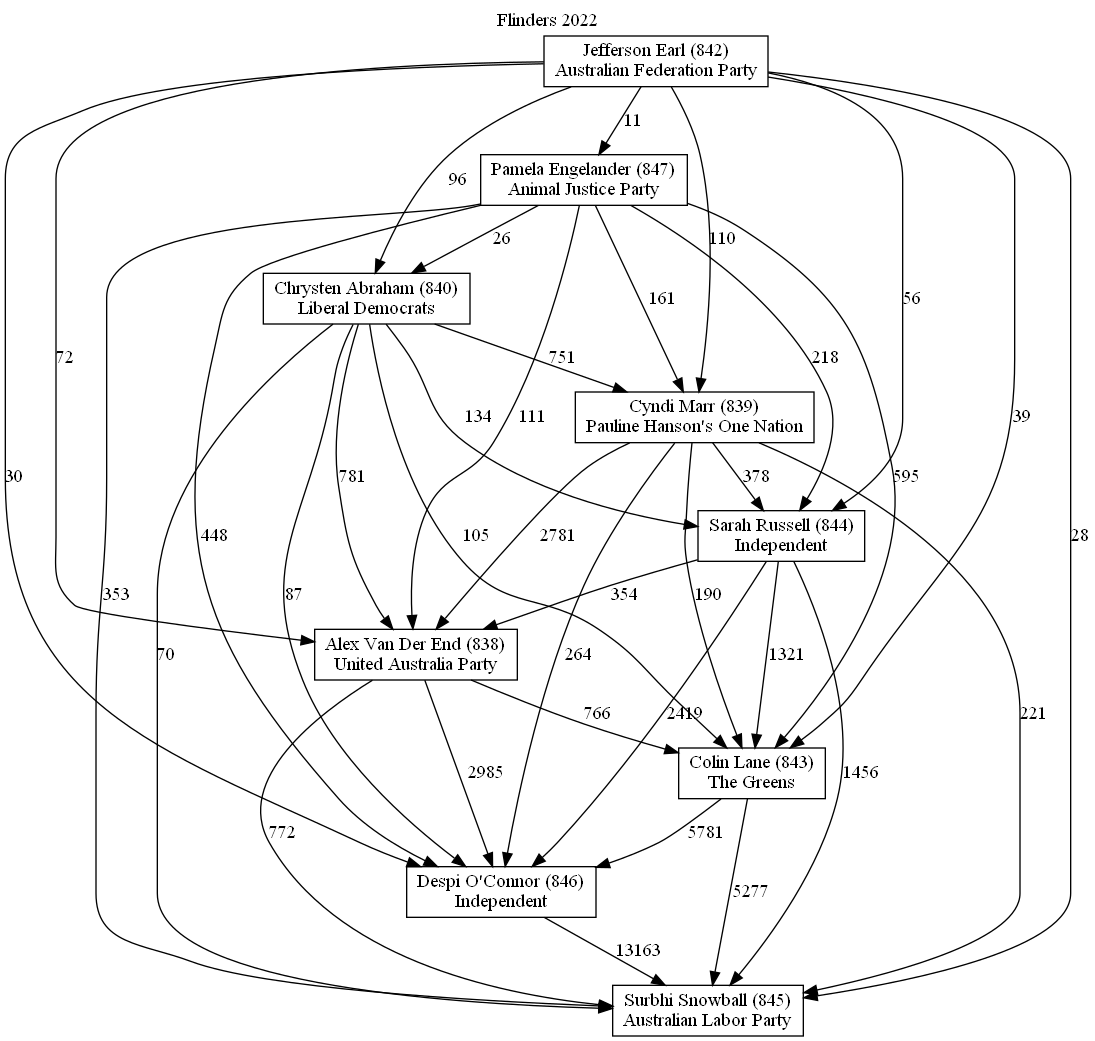 Flinders 2022
Jefferson Earl (842)
Australian Federation Party
11
Pamela Engelander (847)
Animal Justice Party
96
26
110
Chrysten Abraham (840)
Liberal Democrats
161
56
72
751
218
Cyndi Marr (839)
Pauline Hanson's One Nation
134
111
39
30
781
378
595
Sarah Russell (844)
Independent
448
105
2781
28
353
87
354
190
Alex Van Der End (838)
United Australia Party
70
264
1321
766
2419
221
Colin Lane (843)
The Greens
2985
1456
772
5781
Despi O'Connor (846)
Independent
5277
13163
Surbhi Snowball (845)
Australian Labor Party